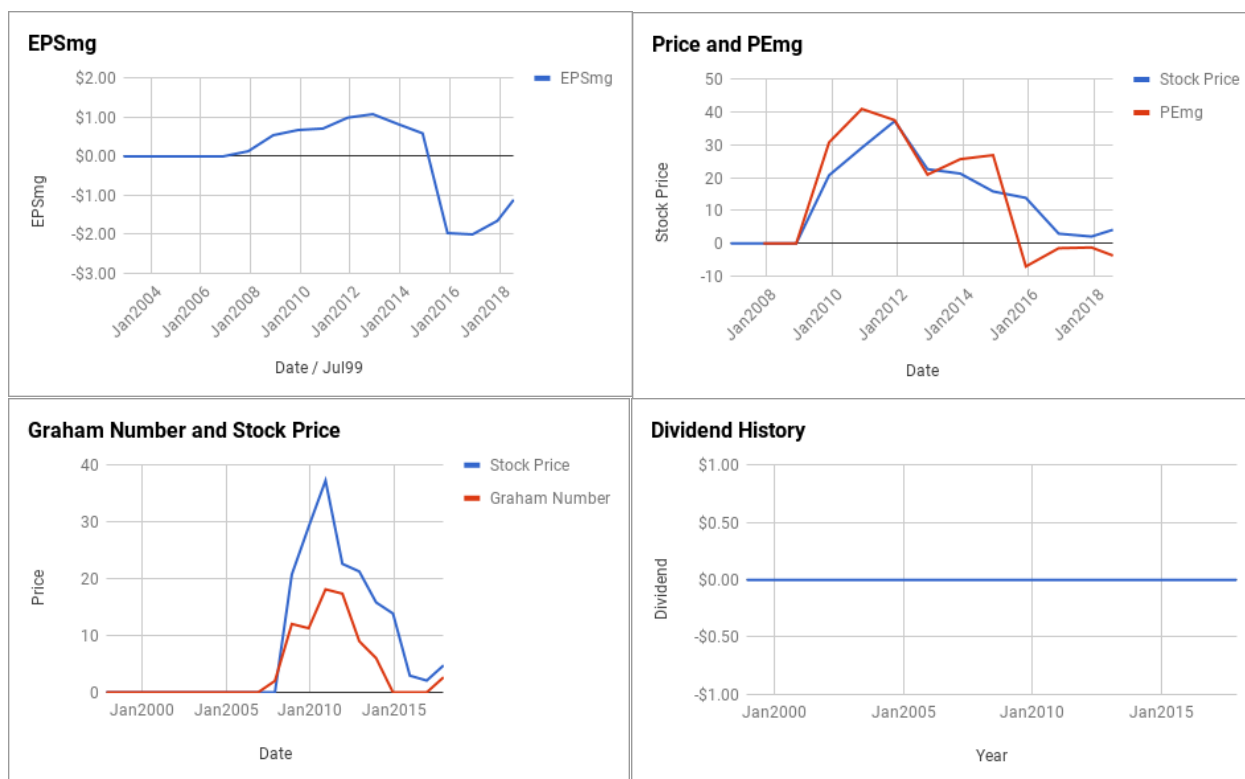 EPSmg
EPSmg
$2.00
$1.00
$0.00
-$1.00
-$2.00
-$3.00
EPSmg
Jan2004
Jan2006
Jan2008
Jan2010
Jan2012
Jan2014
Jan2016
Jan2018
Date / Jul99
Price and PEmg
Stock Price
PEmg
50
40
30
20
10
0
-10
Stock Price
Jan2008
Jan2010
Jan2012
Jan2014
Jan2016
Jan2018
Date
Graham Number and Stock Price
Stock Price
Graham Number
40
30
20
10
0
Price
Jan2000
Jan2005
Jan2010
Jan2015
Date
Dividend History
$1.00
$0.50
$0.00
-$0.50
-$1.00
Dividend
Jan2000
Jan2005
Jan2010
Jan2015
Year